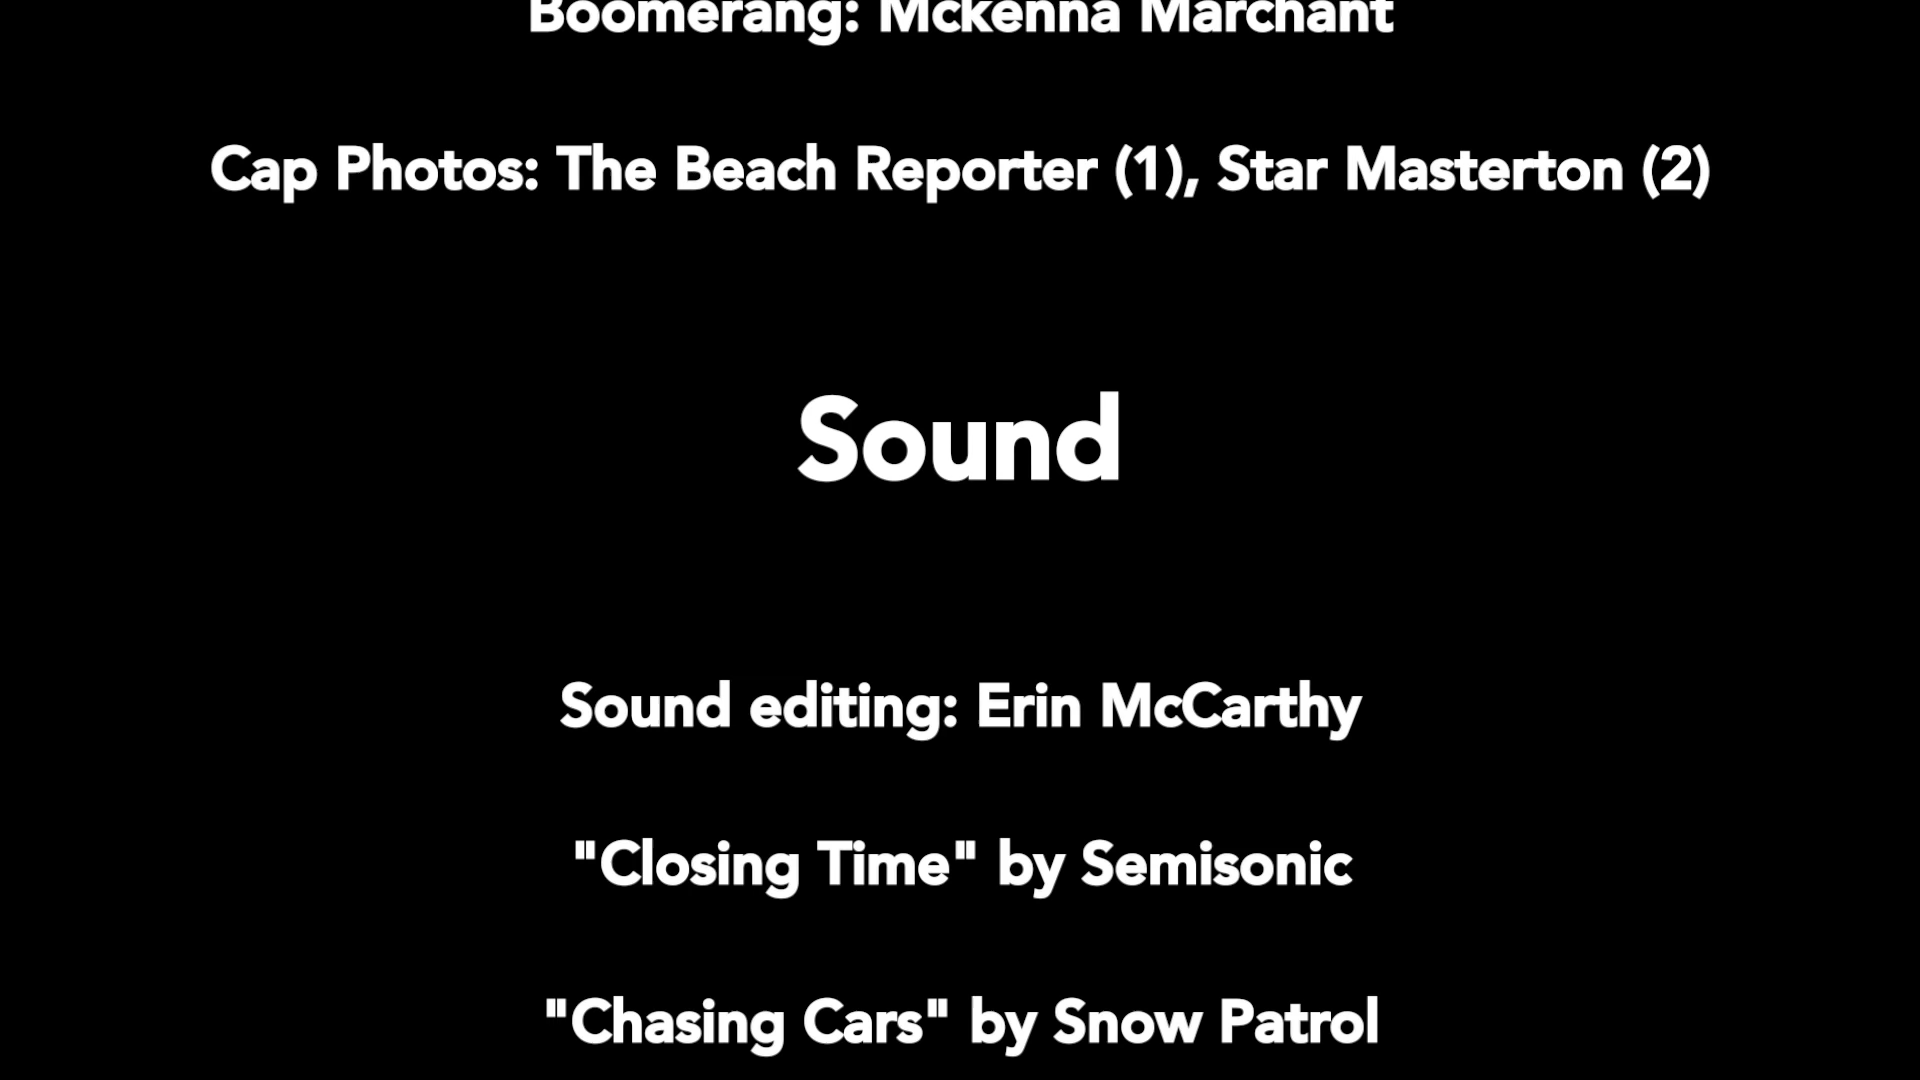 Boomerang: Mckenna Marchant
Cap Photos: The Beach Reporter (1), Star Masterton (2)
Sound
Sound editing: Erin McCarthy
"Closing Time" by Semisonic
"Chasing Cars" by Snow Patrol